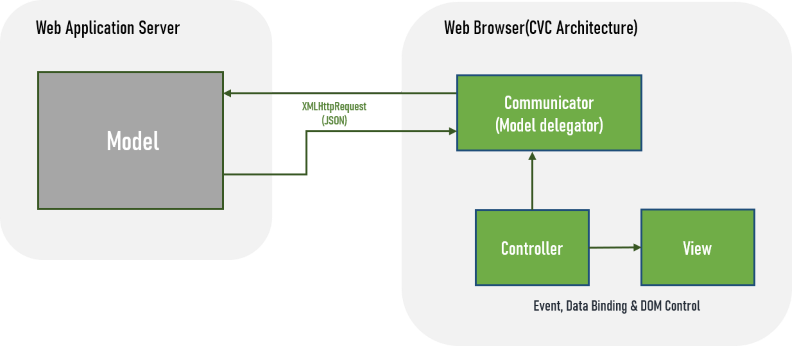 Web Application Server
Web Browser(CVC Architecture)
Model
XMLHttpRequest
(JSON)
Communicator
(Model delegator)
Controller
View
Event, Data Binding & DOM Control